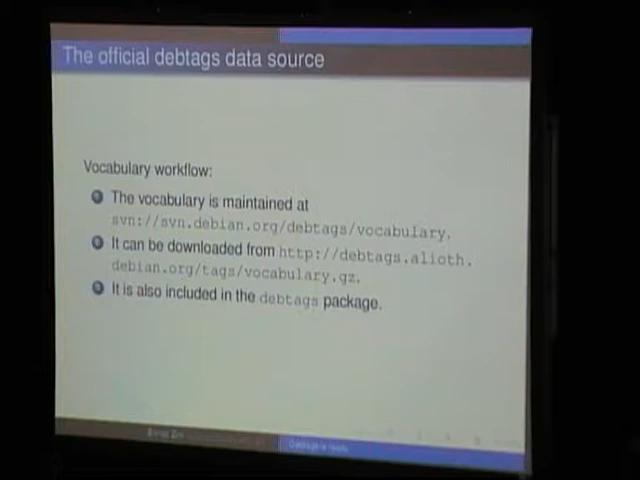 The official debtags data source
Vocabulary workflow:
The vocabulary is maintained at
svn://svn.debian.org/debtags/vocabulary.
It can be downloaded from http://debtags.alioth.
debian.org/tags/vocabulary.gz.
It is also included in the debtags package.